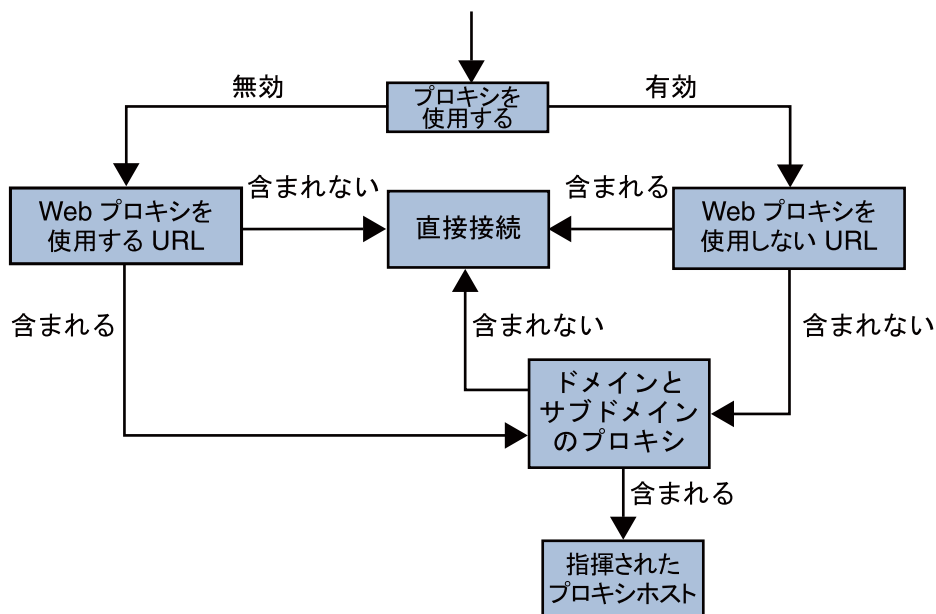 プロキシを
使用する
無効
有効
Web プロキシを
使用する URL
含まれない
直接接続
含まれる
Web プロキシを
使用しない URL
含まれる
含まれない
含まれない
ドメインと
サブドメイン
のプロキシ
含まれる
指揮された
プロキシホスト